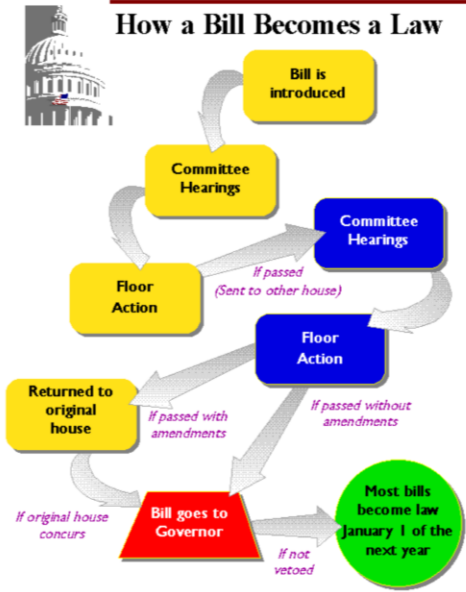 How a Bill Becomes a Law
Bill is
introduced
Committee
Hearings
Committee
Hearings
If passed
(Sent to other house)
Floor
Action
Floor
Action
Returned to
original
house
If passed with
amendments
If passed without
amendments
If original house
concurs
Bill goes to
Governor
If not
vetoed
Most bills
become law
January 1 of the
next year